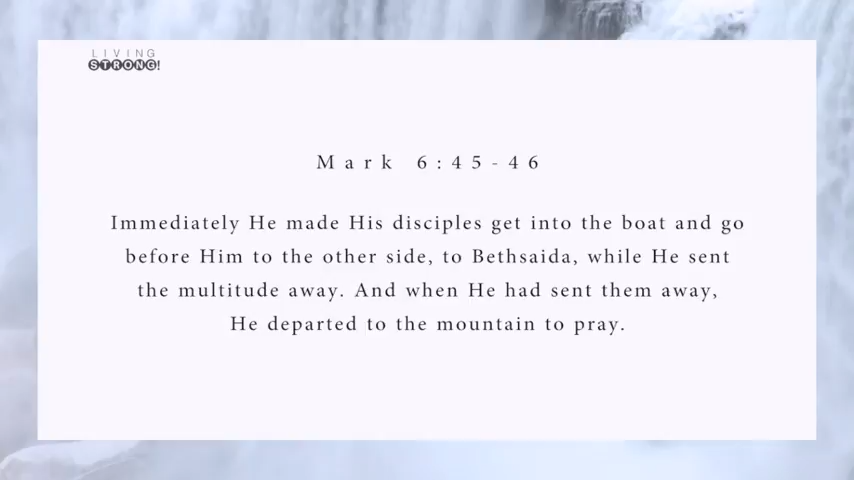 LIVING
STRONG!
Mark 6:45-46
Immediately He made His disciples get into the boat and go
before Him to the other side, to Bethsaida, while He sent
the multitude away. And when He had sent them away,
He departed to the mountain to pray.